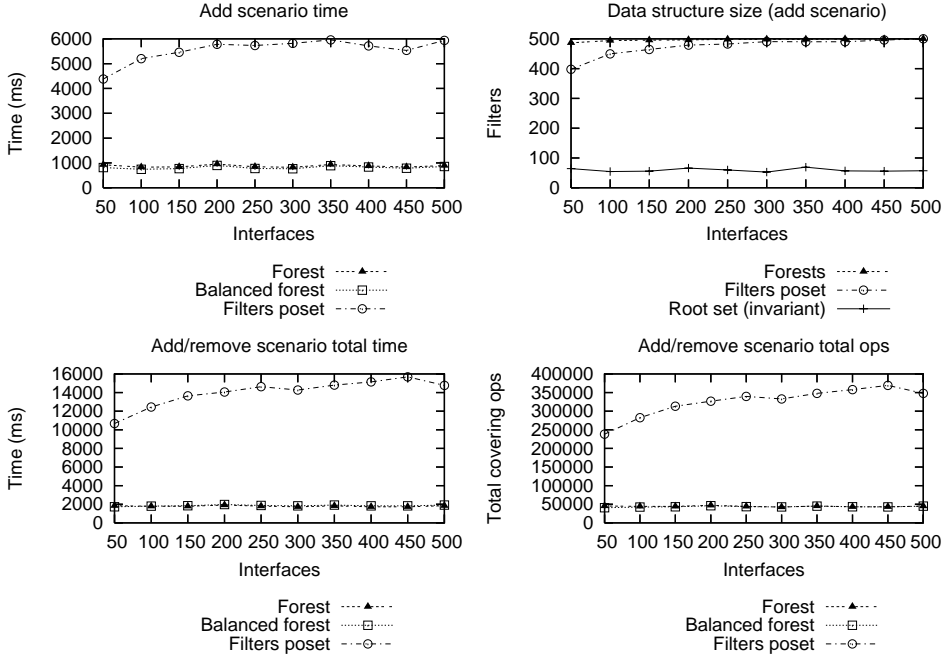 Add scenario time
6000
5000
4000
3000
2000
1000
0
Time (ms)
50 100 150 200 250 300 350 400 450 500
Interfaces
Forest
Balanced forest
Filters poset
Data structure size (add scenario)
500
400
300
200
100
0
Filters
50 100 150 200 250 300 350 400 450 500
Interfaces
Forests
Filters poset
Root set (invariant)
Add/remove scenario total time
16000
14000
12000
10000
8000
6000
4000
2000
0
Time (ms)
50 100 150 200 250 300 350 400 450 500
Interfaces
Forest
Balanced forest
Filters poset
Add/remove scenario total ops
400000
350000
300000
250000
200000
150000
100000
50000
0
Total covering ops
50 100 150 200 250 300 350 400 450 500
Interfaces
Forest
Balanced forest
Filters poset